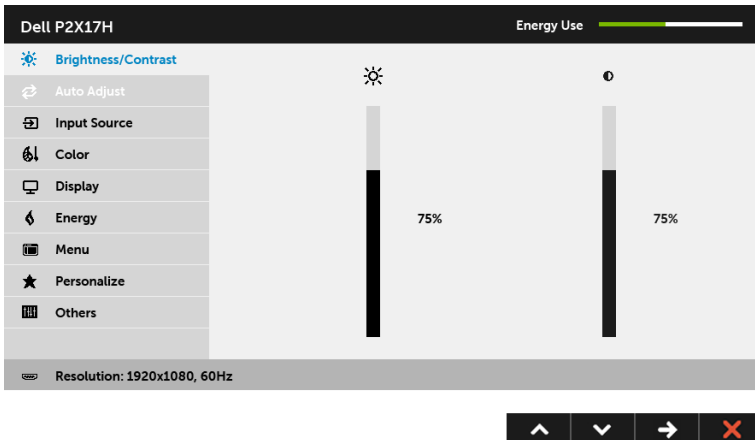 Dell P2X17H
Energy Use
Brightness/Contrast
Auto Adjust
Input Source
Color
Display
Energy
75%
75%
Menu
Personalize
Others
Resolution: 1920x1080, 60Hz